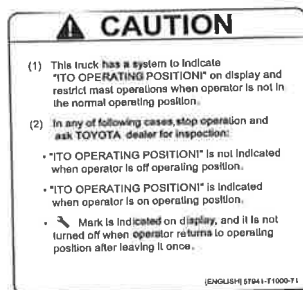 CAUTION
(1) This truck has a system to indicate
"!TO OPERATING POSITION!" on display and
restrict mast operations when operator is not in
the normal operating position.
(2) In any of following cases, stop operation and
ask TOYOTA dealer for inspection:
• "!TO OPERATING POSITION!" is not indicated
when operator is off operating position.
• "!TO OPERATING POSITION!" is indicated
when operator is on operating position.
• Mark is indicated on display, and it is not
turned off when operator returns to operating
position after leaving it once.
(ENGLISH) 57941-T1000-71